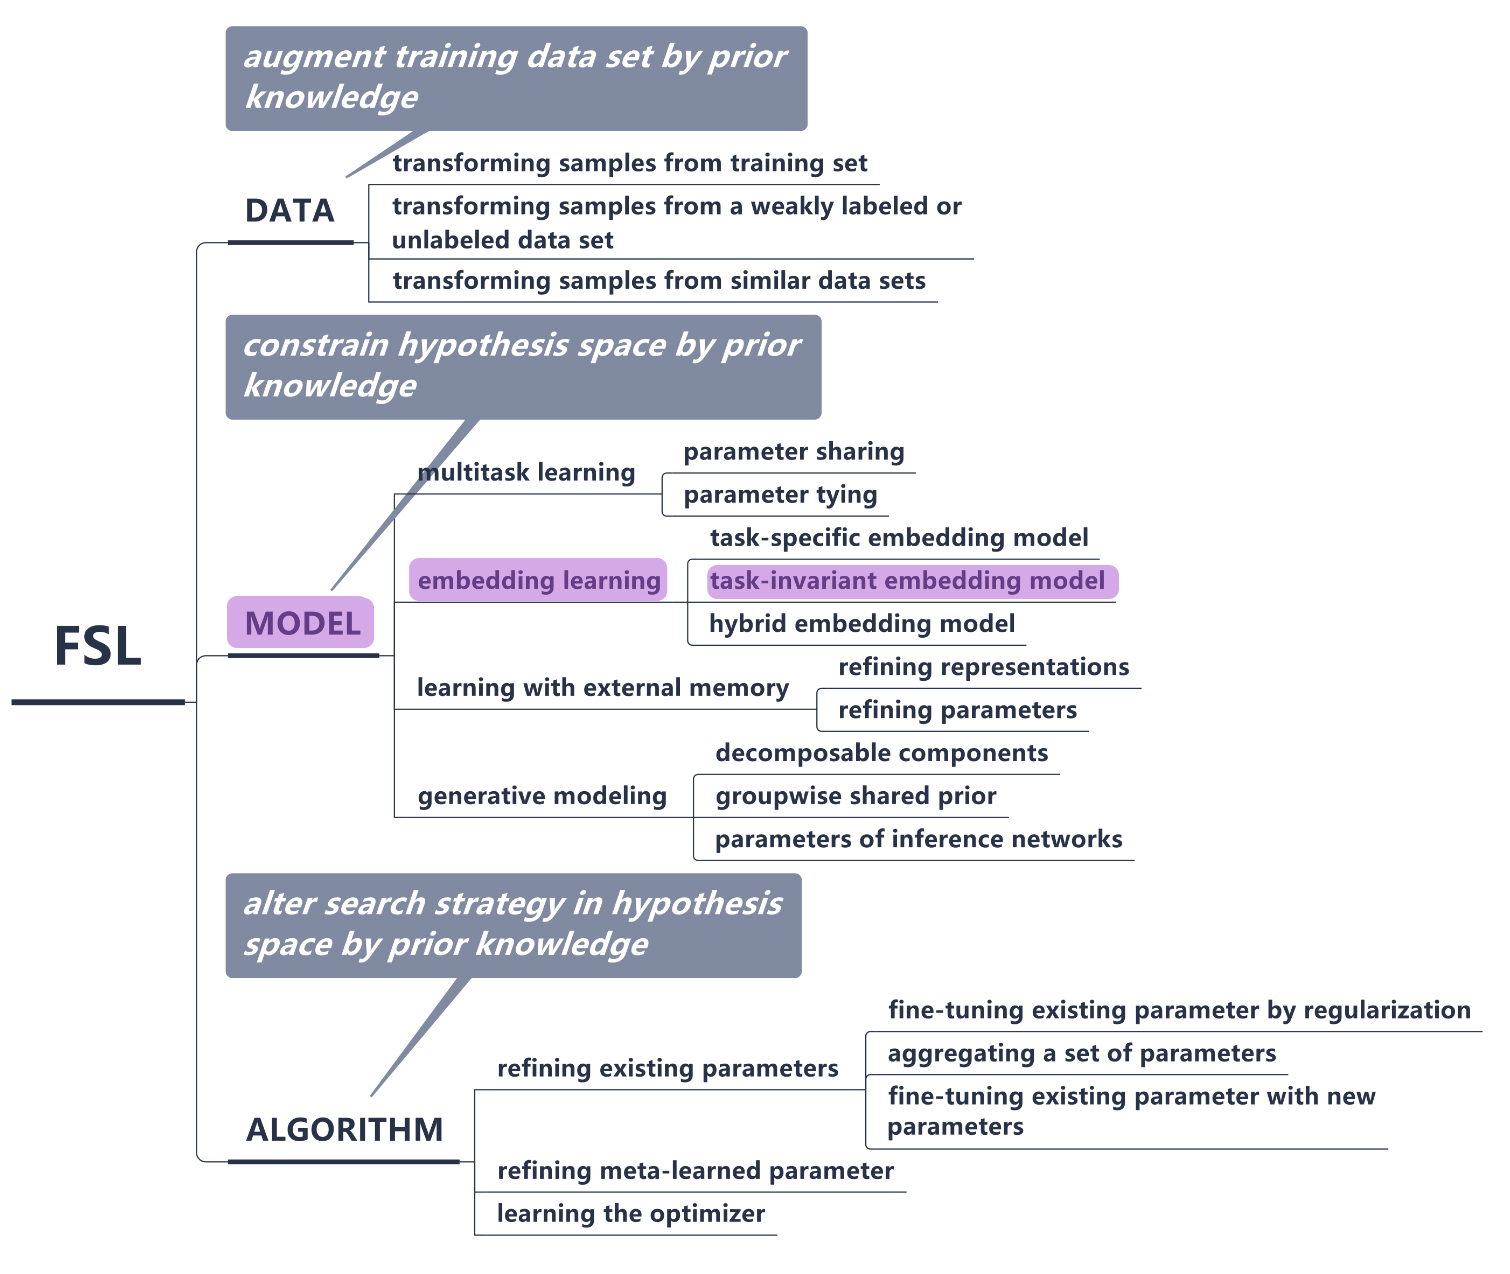 augment training data set by prior
knowledge
transforming samples from training set
DATA
transforming samples from a weakly labeled or
unlabeled data set
transforming samples from similar data sets
constrain hypothesis space by prior
knowledge
multitask learning
parameter sharing
parameter tying
task-specific embedding model
embedding learning
task-invariant embedding model
hybrid embedding model
MODEL
FSL
learning with external memory
refining representations
refining parameters
generative modeling
decomposable components
groupwise shared prior
parameters of inference networks
alter search strategy in hypothesis
space by prior knowledge
refining existing parameters
fine-tuning existing parameter by regularization
aggregating a set of parameters
fine-tuning existing parameter with new
parameters
ALGORITHM
refining meta-learned parameter
learning the optimizer